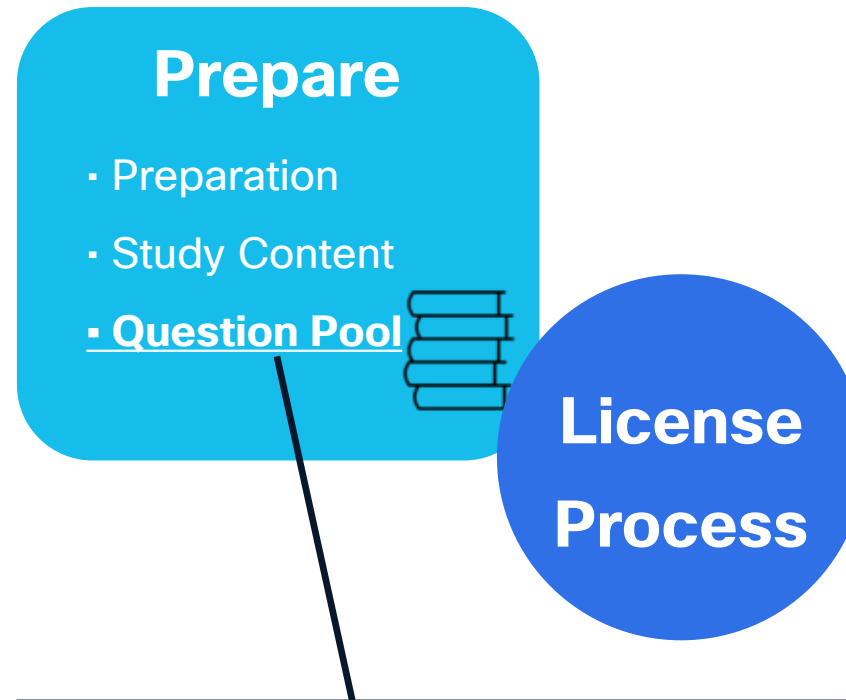 Prepare
▪ Preparation
▪ Study Content
▪ Question Pool
License
Process